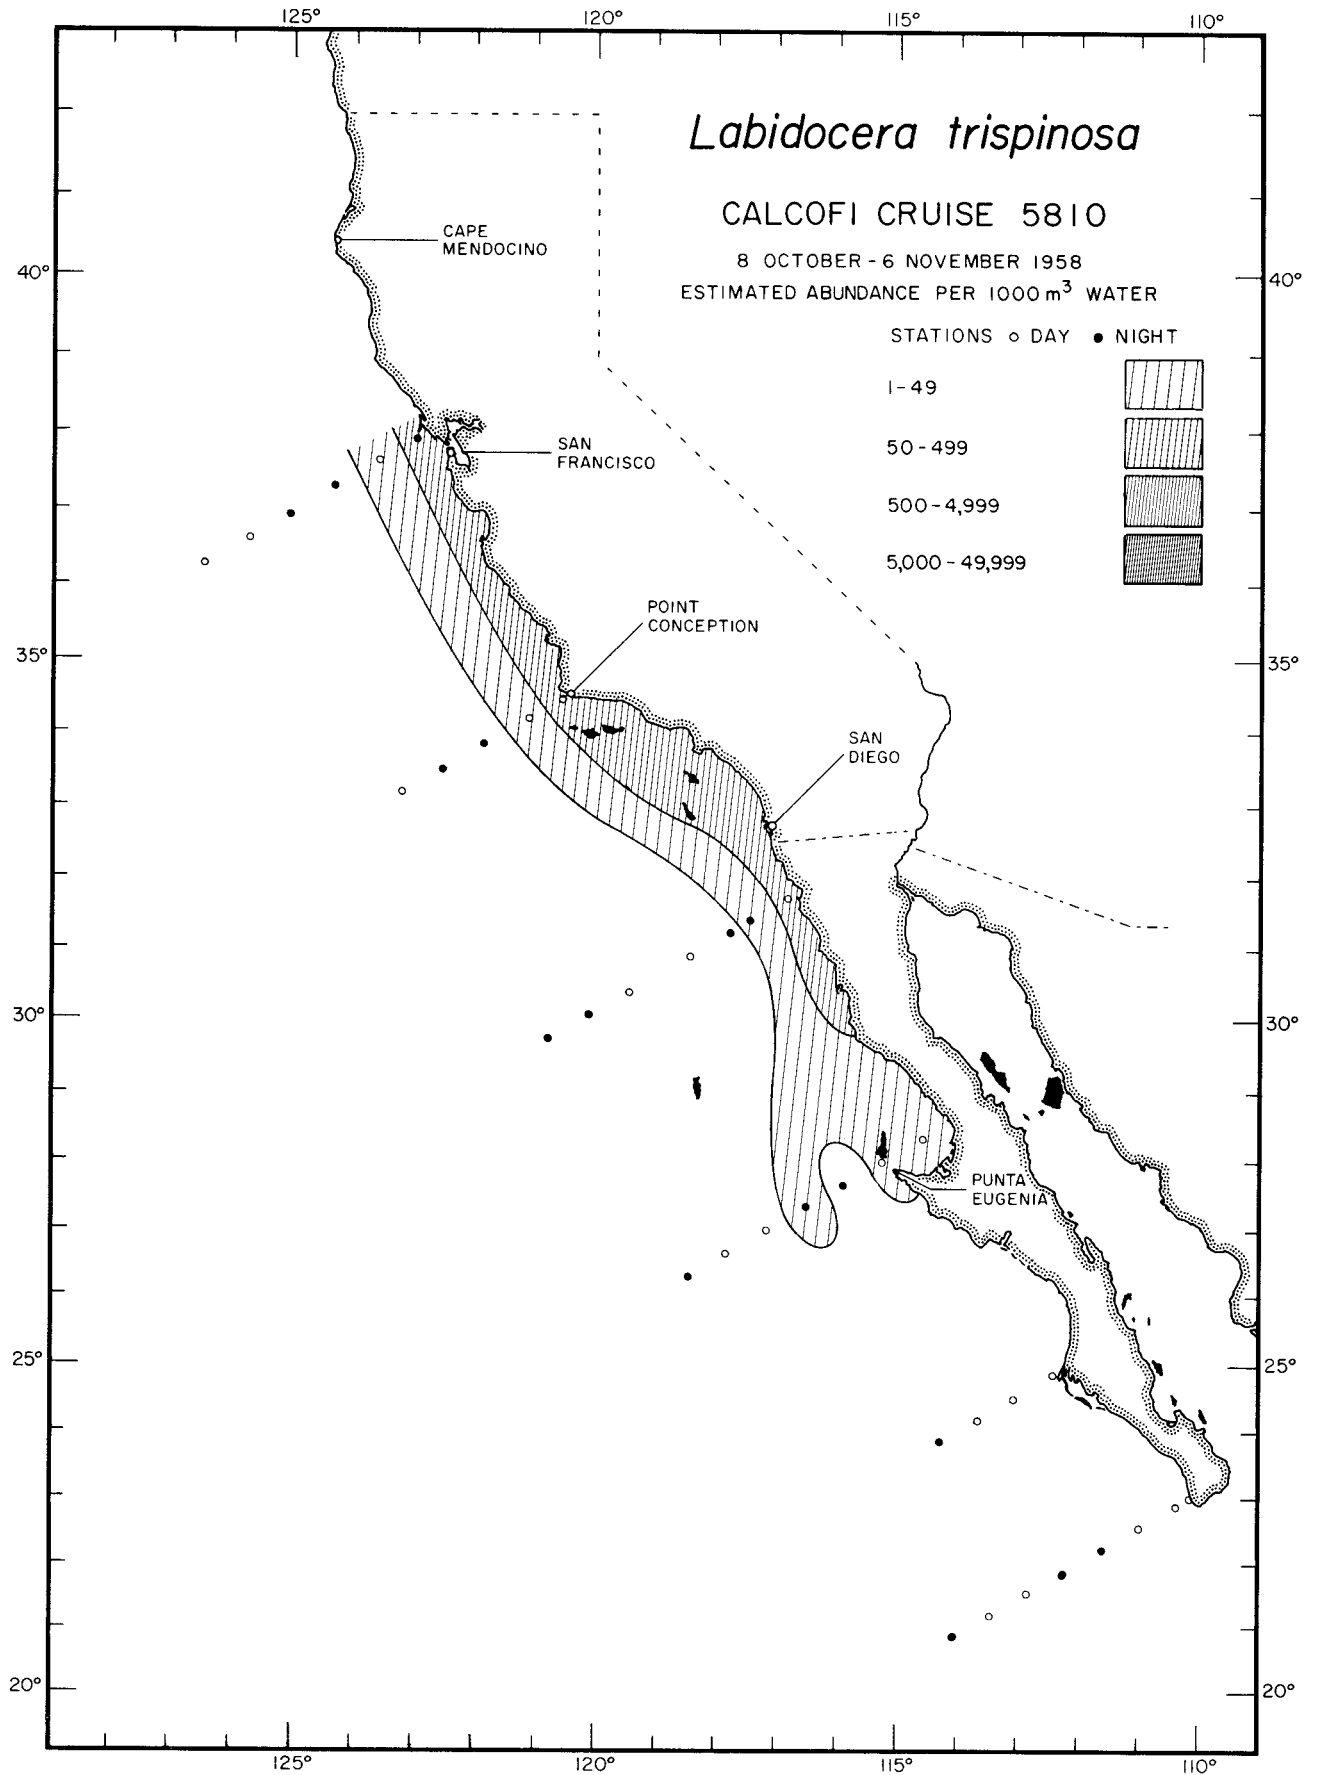 125° 120° 115° 110°
Labidocera trispinosa
CALCOFI CRUISE 5810
8 OCTOBER - 6 NOVEMBER 1958
ESTIMATED ABUNDANCE PER 1000 m³ WATER
STATIONS ○ DAY ● NIGHT
1 - 49
50 - 499
500 - 4,999
5,000 - 49,999
CAPE
MENDOCINO
40° 40°
SAN
FRANCISCO
POINT
CONCEPTION
35° 35°
SAN
DIEGO
30° 30°
PUNTA
EUGENIA
25° 25°
20° 20°
125° 120° 115° 110°